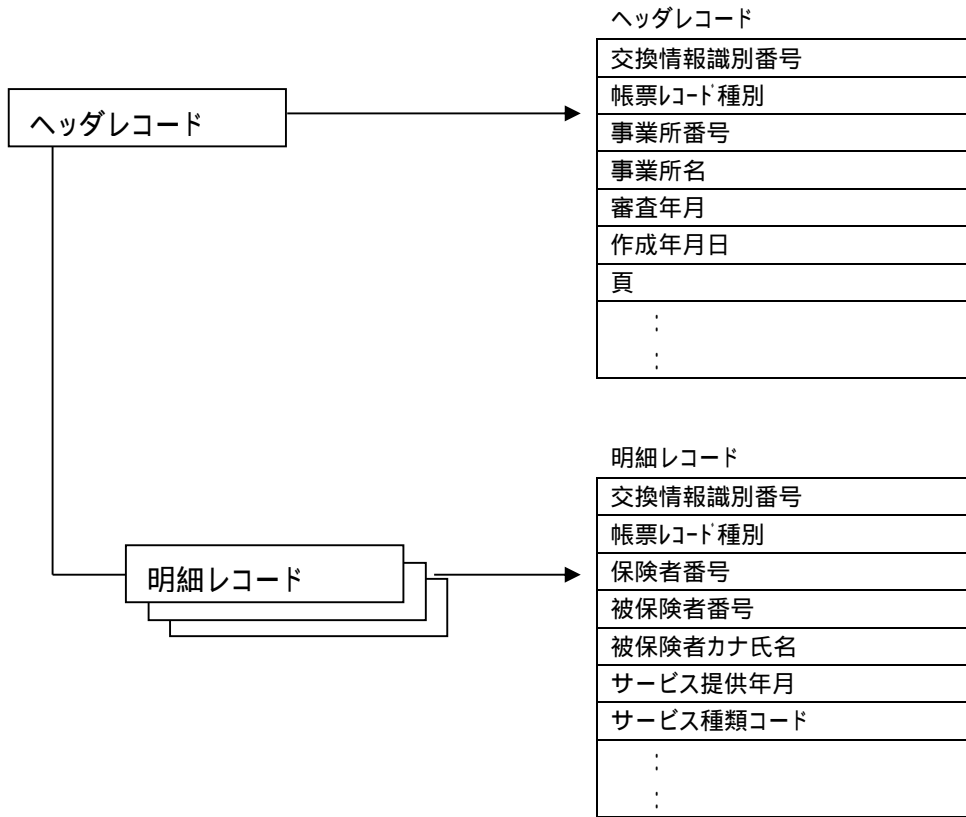 ヘッダレコード
ヘッダレコード
交換情報識別番号
帳票ﾚｺｰﾄﾞ種別
事業所番号
事業所名
審査年月
作成年月日
頁
:
:
明細レコード
明細レコード
交換情報識別番号
帳票ﾚｺｰﾄﾞ種別
保険者番号
被保険者番号
被保険者カナ氏名
サービス提供年月
サービス種類コード
:
: